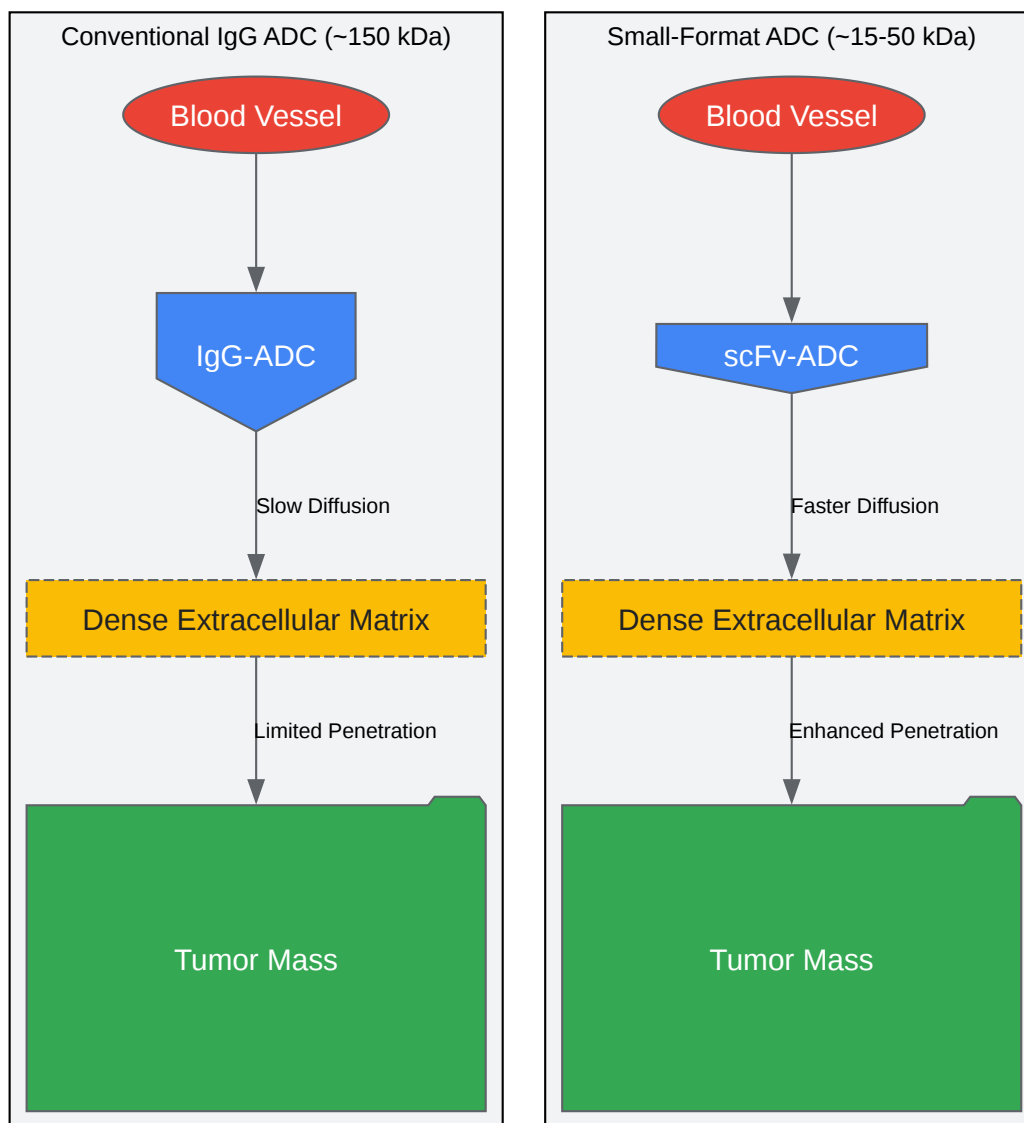 Conventional IgG ADC (~150 kDa)
Blood Vessel
IgG-ADC
Slow Diffusion
Dense Extracellular Matrix
Limited Penetration
Tumor Mass
Small-Format ADC (~15-50 kDa)
Blood Vessel
scFv-ADC
Faster Diffusion
Dense Extracellular Matrix
Enhanced Penetration
Tumor Mass